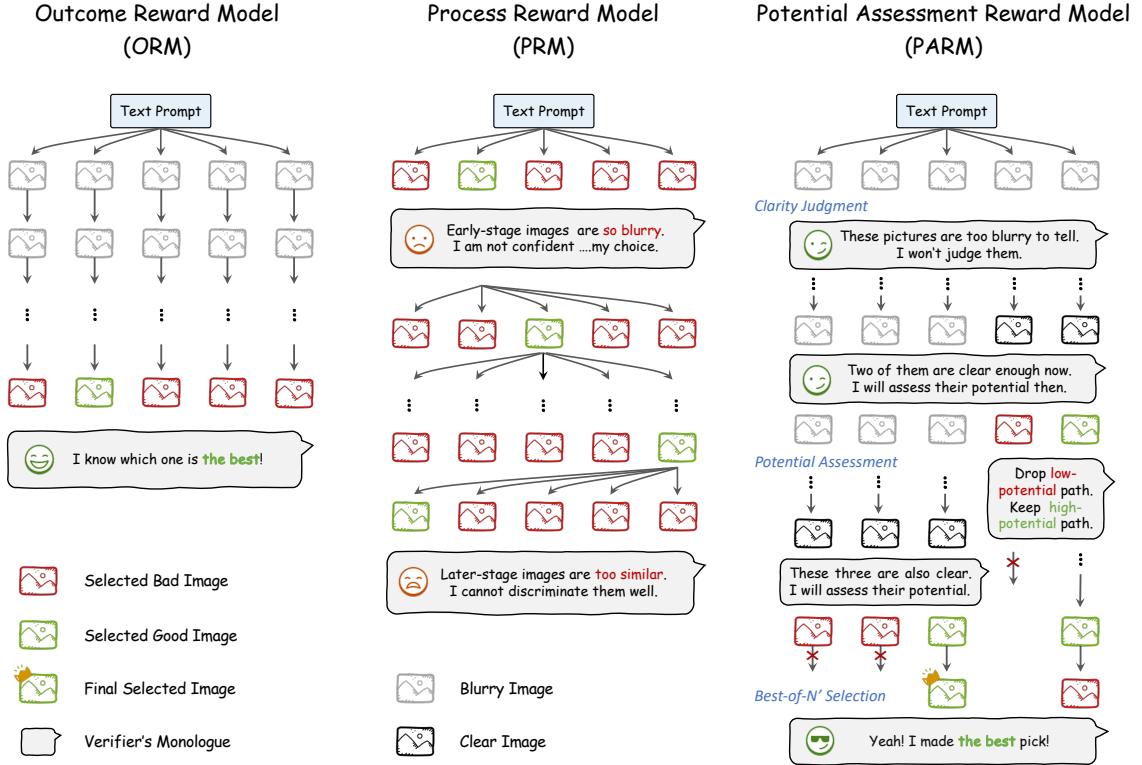 Outcome Reward Model
(ORM)
Text Prompt
I know which one is the best!
Selected Bad Image
Selected Good Image
Final Selected Image
Verifier's Monologue
Process Reward Model
(PRM)
Text Prompt
Early-stage images are so blurry.
I am not confident ....my choice.
Later-stage images are too similar.
I cannot discriminate them well.
Blurry Image
Clear Image
Potential Assessment Reward Model
(PARM)
Text Prompt
Clarity Judgment
These pictures are too blurry to tell.
I won't judge them.
Two of them are clear enough now.
I will assess their potential then.
Potential Assessment
Drop low-
potential path.
Keep high-
potential path.
These three are also clear.
I will assess their potential.
Best-of-N' Selection
Yeah! I made the best pick!